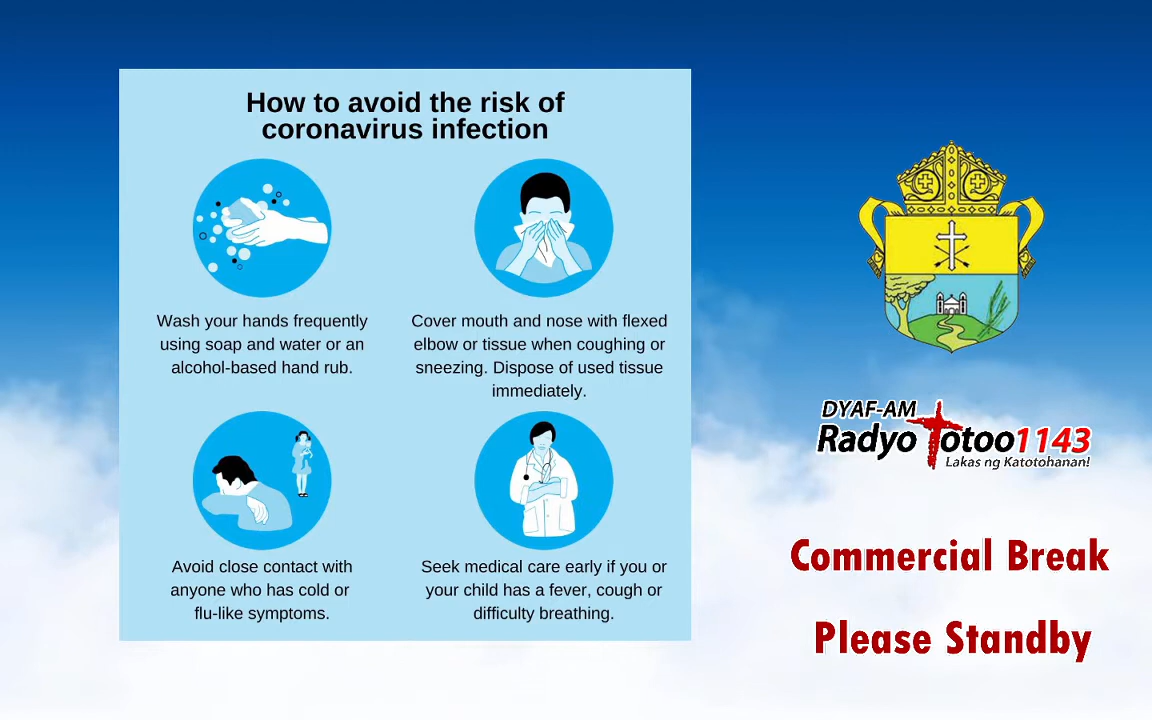 How to avoid the risk of
coronavirus infection
Wash your hands frequently
using soap and water or an
alcohol-based hand rub.
Cover mouth and nose with flexed
elbow or tissue when coughing or
sneezing. Dispose of used tissue
immediately.
Avoid close contact with
anyone who has cold or
flu-like symptoms.
Seek medical care early if you or
your child has a fever, cough or
difficulty breathing.
DYAF-AM
Radyo Totoo1143
Lakas ng Katotohanan!
Commercial Break
Please Standby